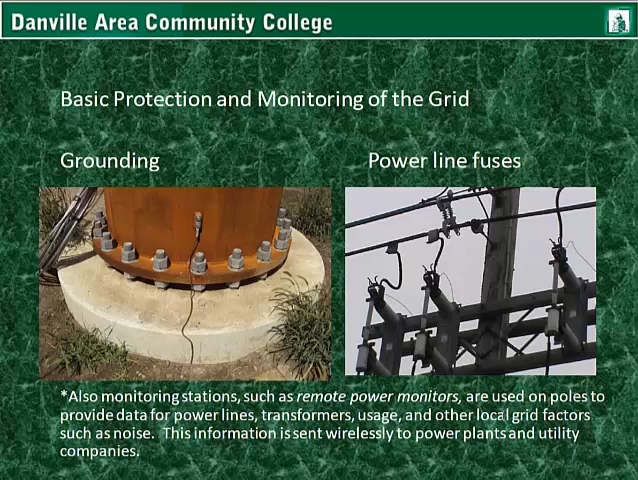 Danville Area Community College
Basic Protection and Monitoring of the Grid
Grounding
Power line fuses
*Also monitoring stations, such as remote power monitors, are used on poles to
provide data for power lines, transformers, usage, and other local grid factors
such as noise.  This information is sent wirelessly to power plants and utility
companies.